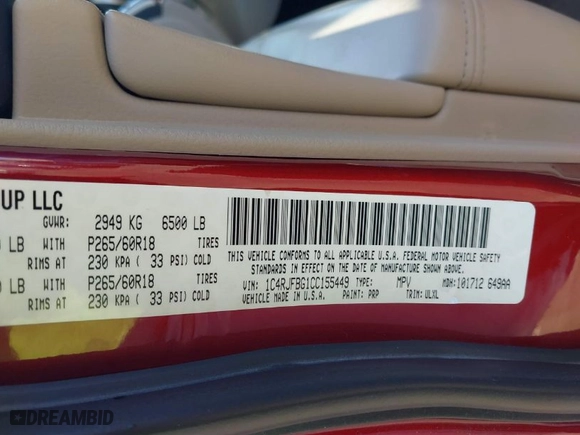 UP LLC
GVWR: 2949 KG 6500 LB
LB WITH P265/60R18 TIRES
RIMS AT 230 KPA ( 33 PSI) COLD
LB WITH P265/60R18 TIRES
RIMS AT 230 KPA ( 33 PSI) COLD
THIS VEHICLE CONFORMS TO ALL APPLICABLE U.S.A. FEDERAL MOTOR VEHICLE SAFETY
STANDARDS IN EFFECT ON THE DATE OF MANUFACTURE SHOWN ABOVE.
VIN: 1C4RJFBG1CC155449 TYPE: MPV MDH: 101712 649AA
VEHICLE MADE IN U.S.A. PAINT: PRP TRIM: ULXL
DREAMBID